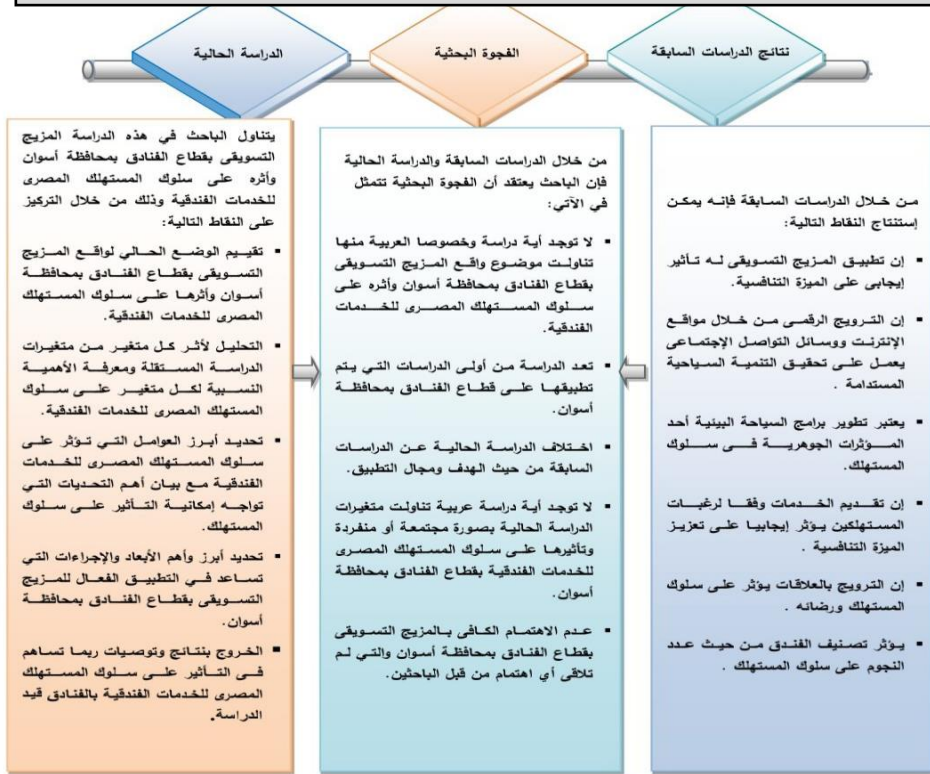 نتائج الدراسات السابقة
الفجوة البحثية
الدراسة الحالية
من خلال الدراسات السابقة فإنه يمكن
إستنتاج النقاط التالية:
▪ إن تطبيق المزيج التسويقى له تأثير
إيجابى على الميزة التنافسية.
▪ إن الترويج الرقمى من خلال مواقع
الإنترنت ووسائل التواصل الإجتماعى
يعمل على تحقيق التنمية السياحية
المستدامة .
▪ يعتبر تطوير برامج السياحة البينية أحد
المؤثرات الجوهرية فى سلوك
المستهلك.
▪ إن تقديم الخدمات وفقا لرغبات
المستهلكين يؤثر إيجابيا على تعزيز
الميزة التنافسية .
▪ إن الترويج بالعلاقات يؤثر على سلوك
المستهلك ورضائه .
▪ يؤثر تصنيف الفندق من حيث عدد
النجوم على سلوك المستهلك .
من خلال الدراسات السابقة والدراسة الحالية
فإن الباحث يعتقد أن الفجوة البحثية تتمثل
في الآتي:
▪ لا توجد أية دراسة وخصوصا العربية منها
تناولت موضوع واقع المزيج التسويقى
بقطاع الفنادق بمحافظة أسوان وأثره على
سلوك المستهلك المصرى للخدمات
الفندقية.
▪ تعد الدراسة من أولى الدراسات التي يتم
تطبيقها على قطاع الفنادق بمحافظة
أسوان.
▪ اختلاف الدراسة الحالية عن الدراسات
السابقة من حيث الهدف ومجال التطبيق.
▪ لا توجد أية دراسة عربية تناولت متغيرات
الدراسة الحالية بصورة مجتمعة أو منفردة
وتأثيرها على سلوك المستهلك المصرى
للخدمات الفندقية بقطاع الفنادق بمحافظة
أسوان.
▪ عدم الاهتمام الكافى بالمزيج التسويقى
بقطاع الفنادق بمحافظة أسوان والتي لم
تلاقى أي اهتمام من قبل الباحثين.
يتناول الباحث في هذه الدراسة المزيج
التسويقى بقطاع الفنادق بمحافظة أسوان
وأثره على سلوك المستهلك المصرى
للخدمات الفندقية وذلك من خلال التركيز
على النقاط التالية:
▪ تقييم الوضع الحالي لواقع المزيج
التسويقى بقطاع الفنادق بمحافظة
أسوان وأثرها على سلوك المستهلك
المصرى للخدمات الفندقية.
▪ التحليل لأثر كل متغير من متغيرات
الدراسة المستقلة ومعرفة الأهمية
النسبية لكل متغير على سلوك
المستهلك المصرى للخدمات الفندقية.
▪ تحديد أبرز العوامل التي تؤثر على
سلوك المستهلك المصرى للخدمات
الفندقية مع بيان أهم التحديات التي
تواجه إمكانية التأثير على سلوك
المستهلك.
▪ تحديد أبرز وأهم الأبعاد والإجراءات التي
تساعد في التطبيق الفعال للمزيج
التسويقى بقطاع الفنادق بمحافظة
أسوان.
▪ الخروج بنتائج وتوصيات ربما تساهم
فى التأثير على سلوك المستهلك
المصرى للخدمات الفندقية بالفنادق قيد
الدراسة.